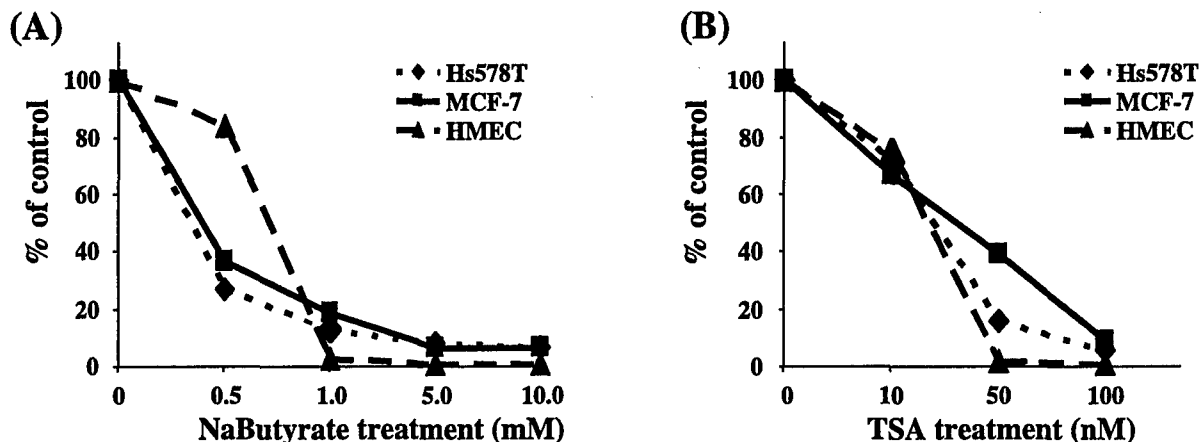 (A)
Hs578T
MCF-7
HMEC
% of control
100
80
60
40
20
0
0 0.5 1.0 5.0 10.0
NaButyrate treatment (mM)
(B)
Hs578T
MCF-7
HMEC
% of control
100
80
60
40
20
0
0 10 50 100
TSA treatment (nM)